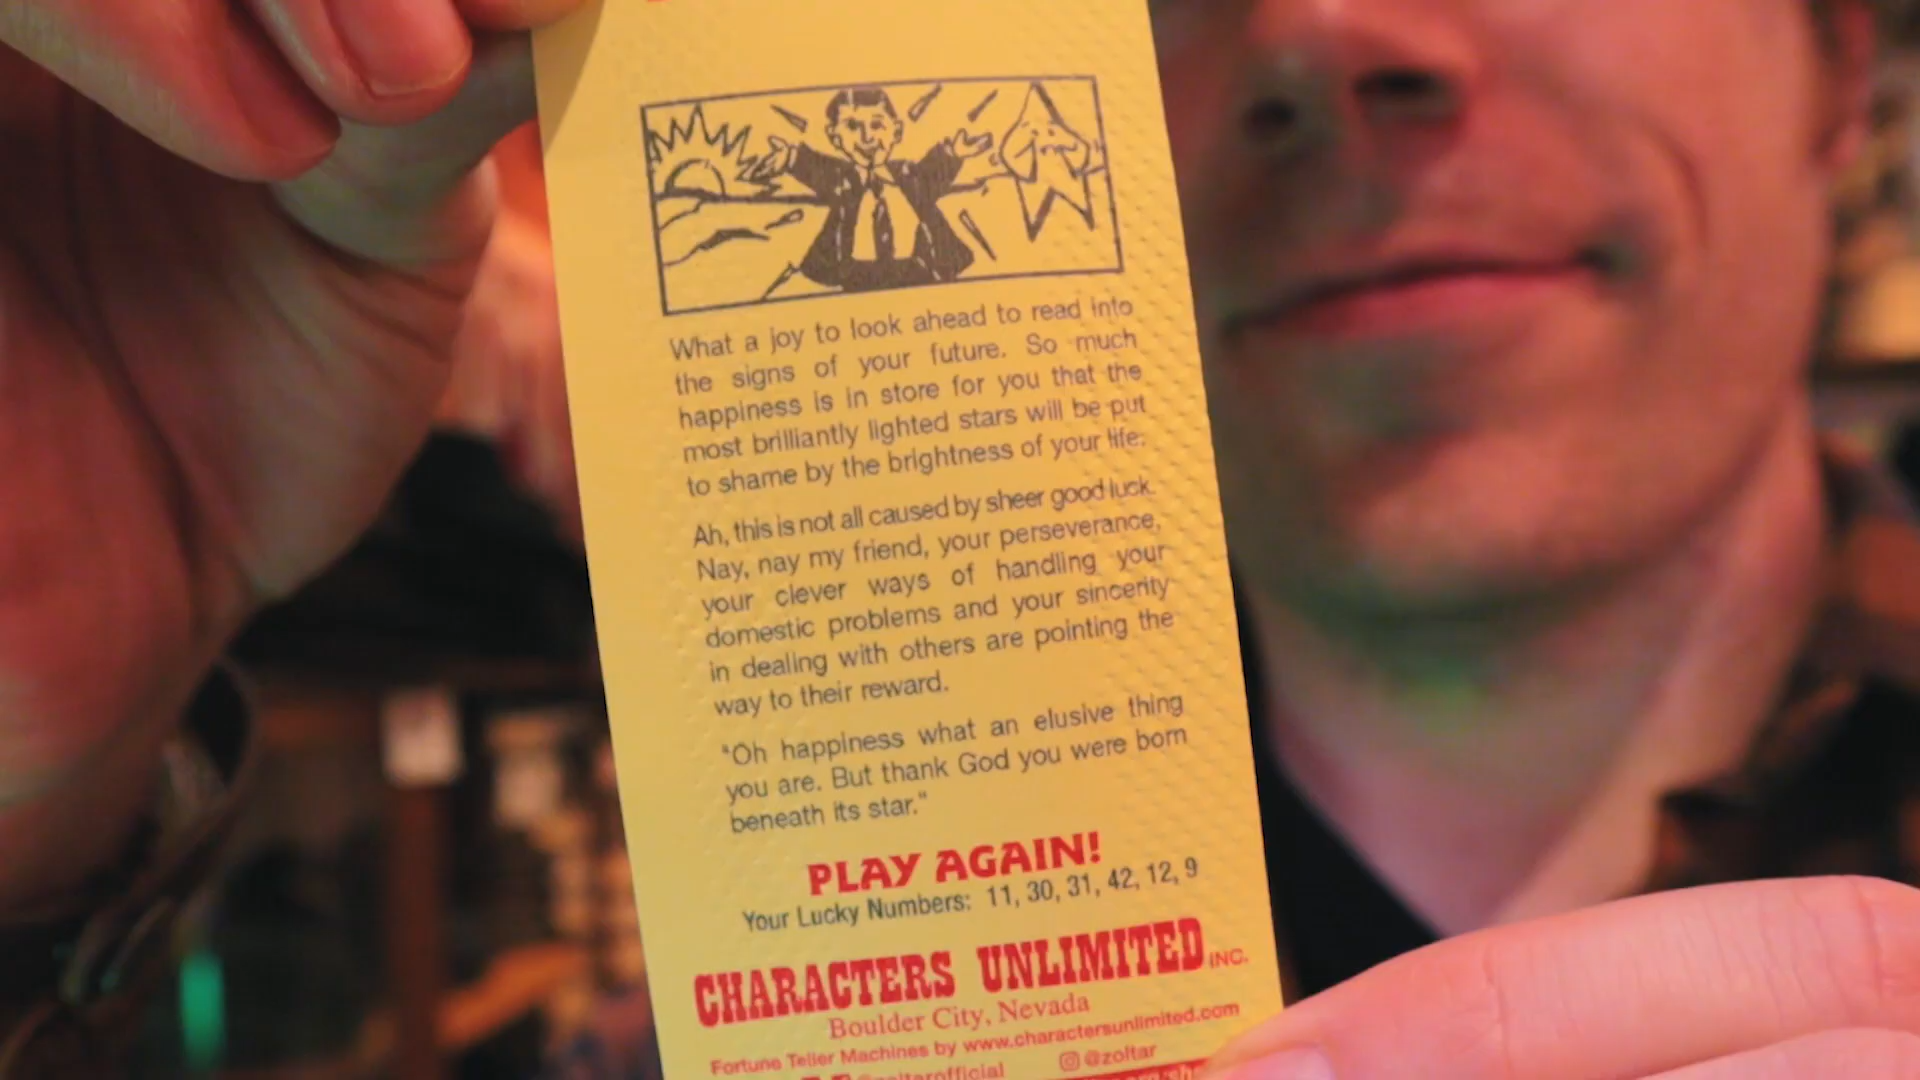 What a joy to look ahead to read into
the signs of your future. So much
happiness is in store for you that the
most brilliantly lighted stars will be put
to shame by the brightness of your life.
Ah, this is not all caused by sheer good luck.
Nay, nay my friend, your perseverance,
your clever ways of handling your
domestic problems and your sincerity
in dealing with others are pointing the
way to their reward.
"Oh happiness what an elusive thing
you are. But thank God you were born
beneath its star."
PLAY AGAIN!
Your Lucky Numbers: 11, 30, 31, 42, 12, 9
CHARACTERS UNLIMITED INC.
Boulder City, Nevada
Fortune Teller Machines by www.charactersunlimited.com
@zoltarofficial @zoltar